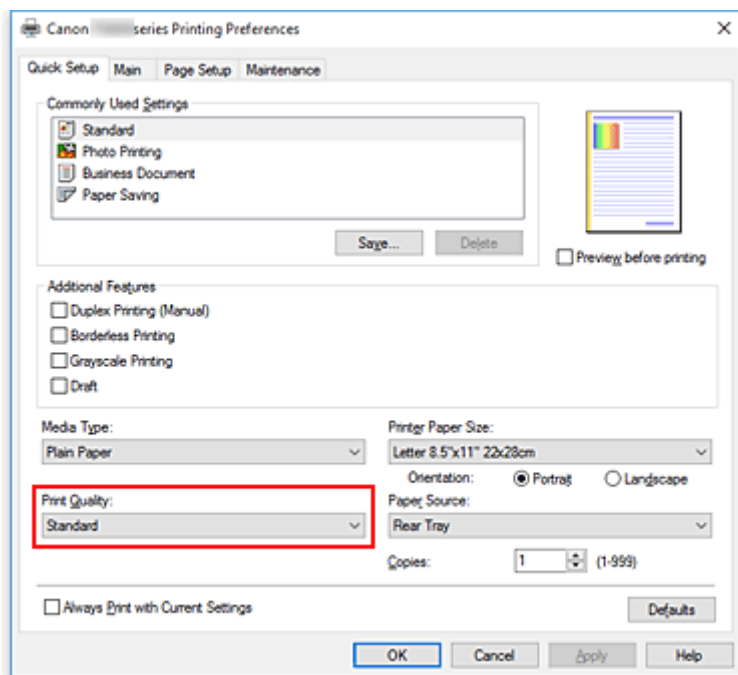 Canon series Printing Preferences
Quick Setup Main Page Setup Maintenance
Commonly Used Settings
Standard
Photo Printing
Business Document
Paper Saving
Save... Delete
Preview before printing
Additional Features
Duplex Printing (Manual)
Borderless Printing
Grayscale Printing
Draft
Media Type: Printer Paper Size:
Plain Paper Letter 8.5"x11" 22x28cm
Orientation: Portrait Landscape
Print Quality: Paper Source:
Standard Rear Tray
Copies: 1 (1-999)
Always Print with Current Settings Defaults
OK Cancel Apply Help